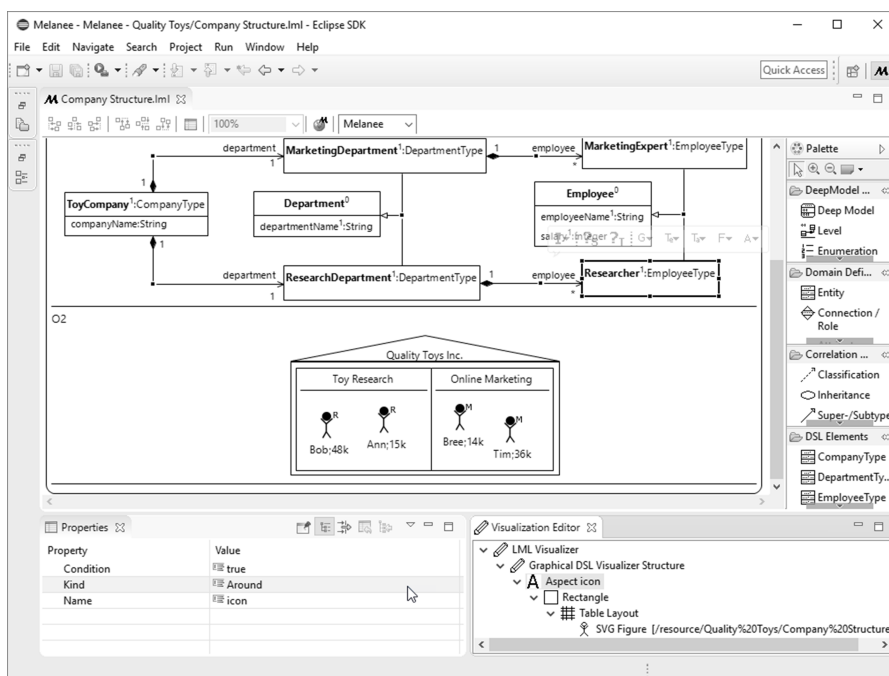 Melanee - Melanee - Quality Toys/Company Structure.lml - Eclipse SDK
File Edit Navigate Search Project Run Window Help
Quick Access
Company Structure.lml
100% Melanee
department MarketingDepartment¹:DepartmentType 1 employee MarketingExpert¹:EmployeeType
1 *
1
ToyCompany¹:CompanyType
companyName:String
1
Department⁰
departmentName¹:String
Employee⁰
employeeName¹:String
department ResearchDepartment¹:DepartmentType 1 employee Researcher¹:EmployeeType
1 *
O2
Quality Toys Inc.
Toy Research Online Marketing
R R M M
Bob;48k Ann;15k Bree;14k Tim;36k
Palette
DeepModel ...
Deep Model
Level
Enumeration
Domain Defi...
Entity
Connection /
Role
Correlation ...
Classification
Inheritance
Super-/Subtype
DSL Elements
CompanyType
DepartmentTy...
EmployeeType
Properties
Property Value
Condition true
Kind Around
Name icon
Visualization Editor
LML Visualizer
Graphical DSL Visualizer Structure
Aspect icon
Rectangle
Table Layout
SVG Figure [/resource/Quality%20Toys/Company%20Structure